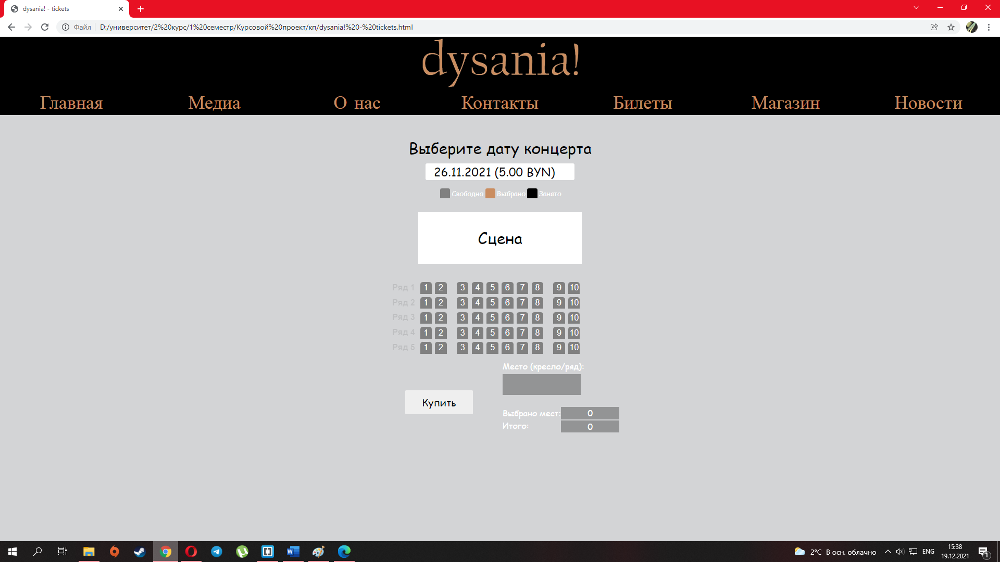 dysania! - tickets
Файл
D:/университет/2%20курс/1%20семестр/Курсовой%20проект/кп/dysania!%20-%20tickets.html
dysania!
Главная Медиа О нас Контакты Билеты Магазин Новости
Выберите дату концерта
26.11.2021 (5.00 BYN)
Свободно Выбрано Занято
Сцена
Ряд 1 1 2 3 4 5 6 7 8 9 10
Ряд 2 1 2 3 4 5 6 7 8 9 10
Ряд 3 1 2 3 4 5 6 7 8 9 10
Ряд 4 1 2 3 4 5 6 7 8 9 10
Ряд 5 1 2 3 4 5 6 7 8 9 10
Место (кресло/ряд):
Купить
Выбрано мест: 0
Итого: 0
2°C В осн. облачно
ENG
15:38
19.12.2021
1